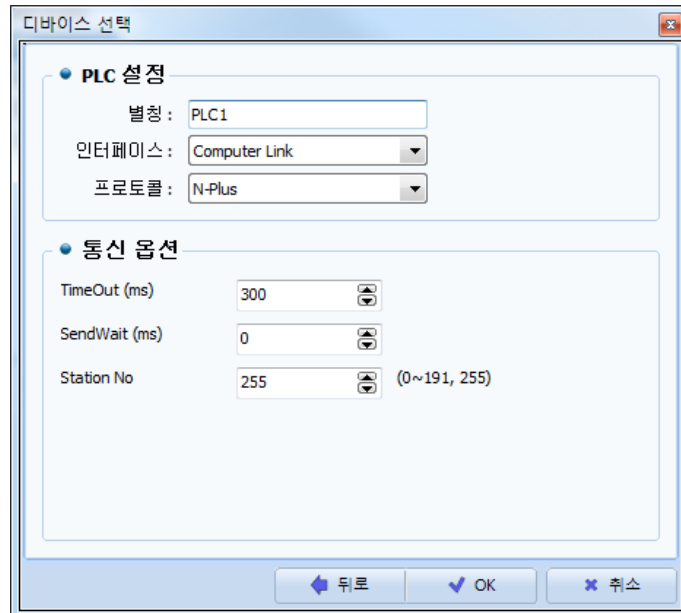 디바이스 선택
PLC 설정
별칭 : PLC1
인터페이스 : Computer Link
프로토콜 : N-Plus
통신 옵션
TimeOut (ms) 300
SendWait (ms) 0
Station No 255 (0~191, 255)
뒤로 OK 취소